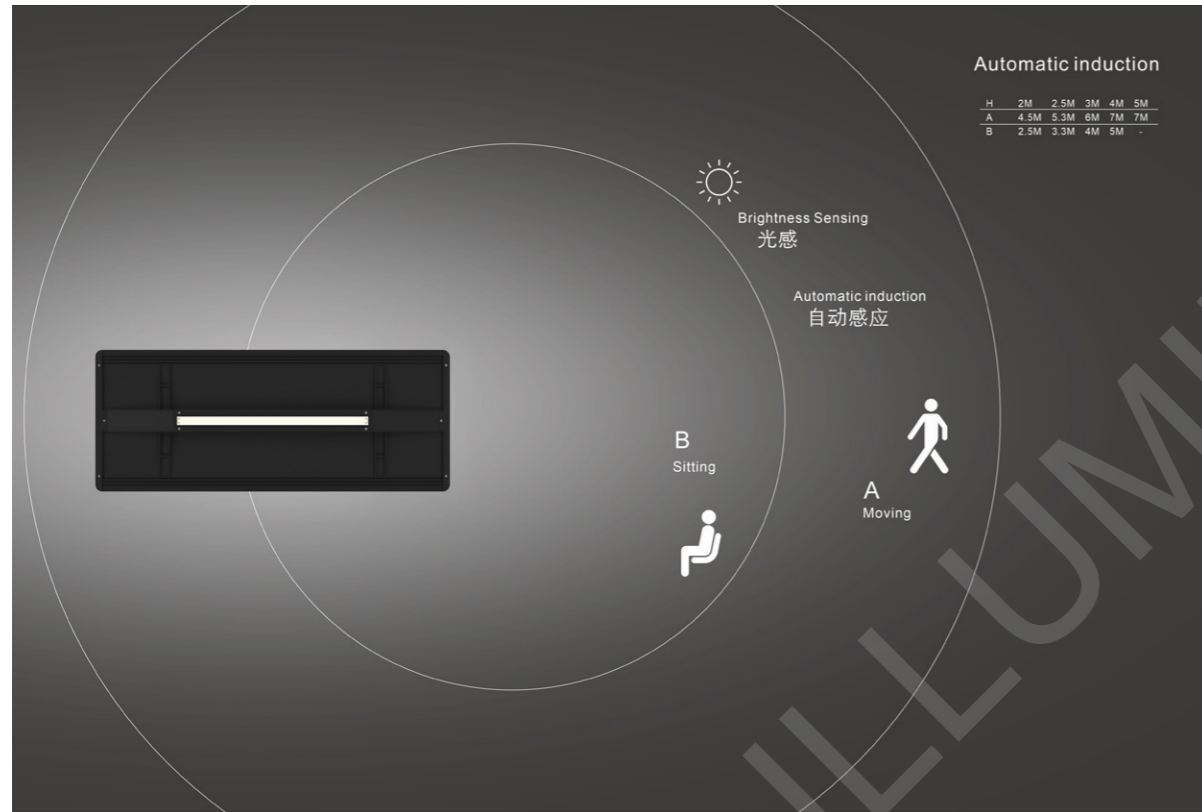 Automatic induction
H 2M 2.5M 3M 4M 5M
A 4.5M 5.3M 6M 7M 7M
B 2.5M 3.3M 4M 5M -
Brightness Sensing
光感
Automatic induction
自动感应
B
Sitting
A
Moving
ILLUMI